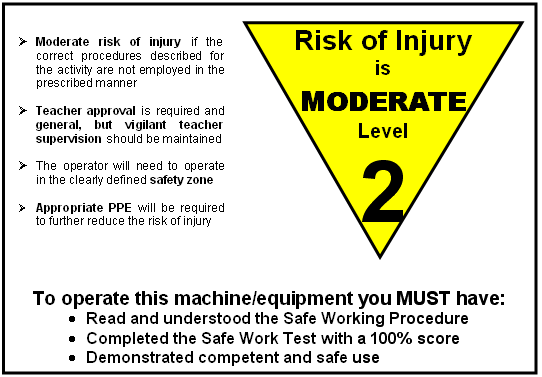 ➢ Moderate risk of injury if the
correct procedures described for
the activity are not employed in the
prescribed manner
➢ Teacher approval is required and
general, but vigilant teacher
supervision should be maintained
➢ The operator will need to operate
in the clearly defined safety zone
➢ Appropriate PPE will be required
to further reduce the risk of injury
Risk of Injury
is
MODERATE
Level
2
To operate this machine/equipment you MUST have:
• Read and understood the Safe Working Procedure
• Completed the Safe Work Test with a 100% score
• Demonstrated competent and safe use